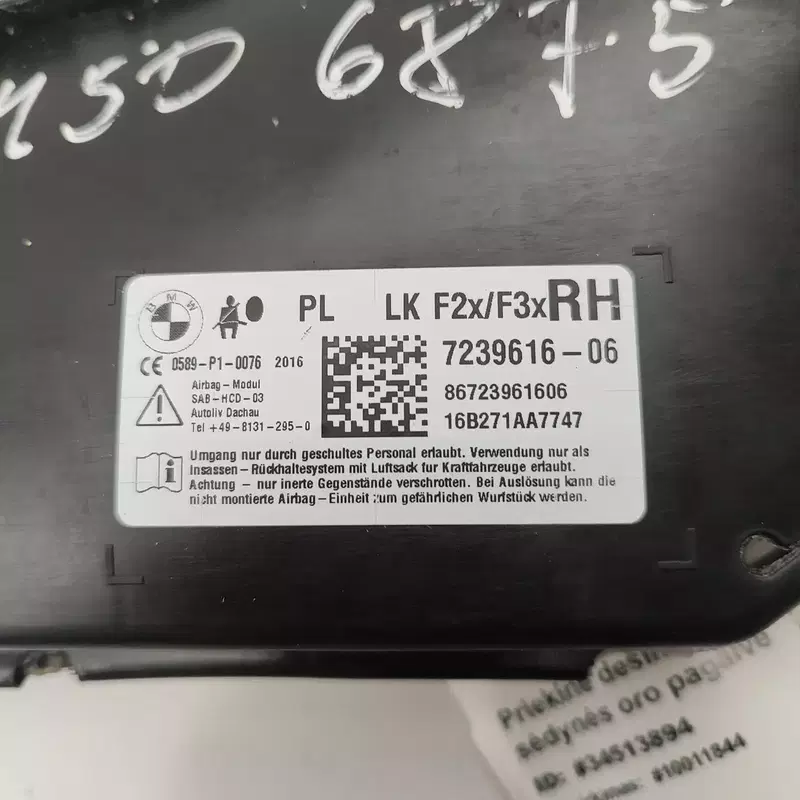 45D 687.5
BMW
PL LK F2x/F3xRH
CE 0589-P1-0076 2016
7239616-06
Airbag-Modul
SAB-HCD-03
Autoliv Dachau
Tel +49-8131-295-0
86723961606
16B271AA7747
Umgang nur durch geschultes Personal erlaubt. Verwendung nur als
Insassen-Rückhaltesystem mit Luftsack fur Kraftfahrzeuge erlaubt.
Achtung - nur inerte Gegenstände verschrotten. Bei Auslösung kann die
nicht montierte Airbag-Einheit zum gefährlichen Wurfstück werden.
Priekinė
sėdynės oro pagalvė
ID: #34513894
#10011844